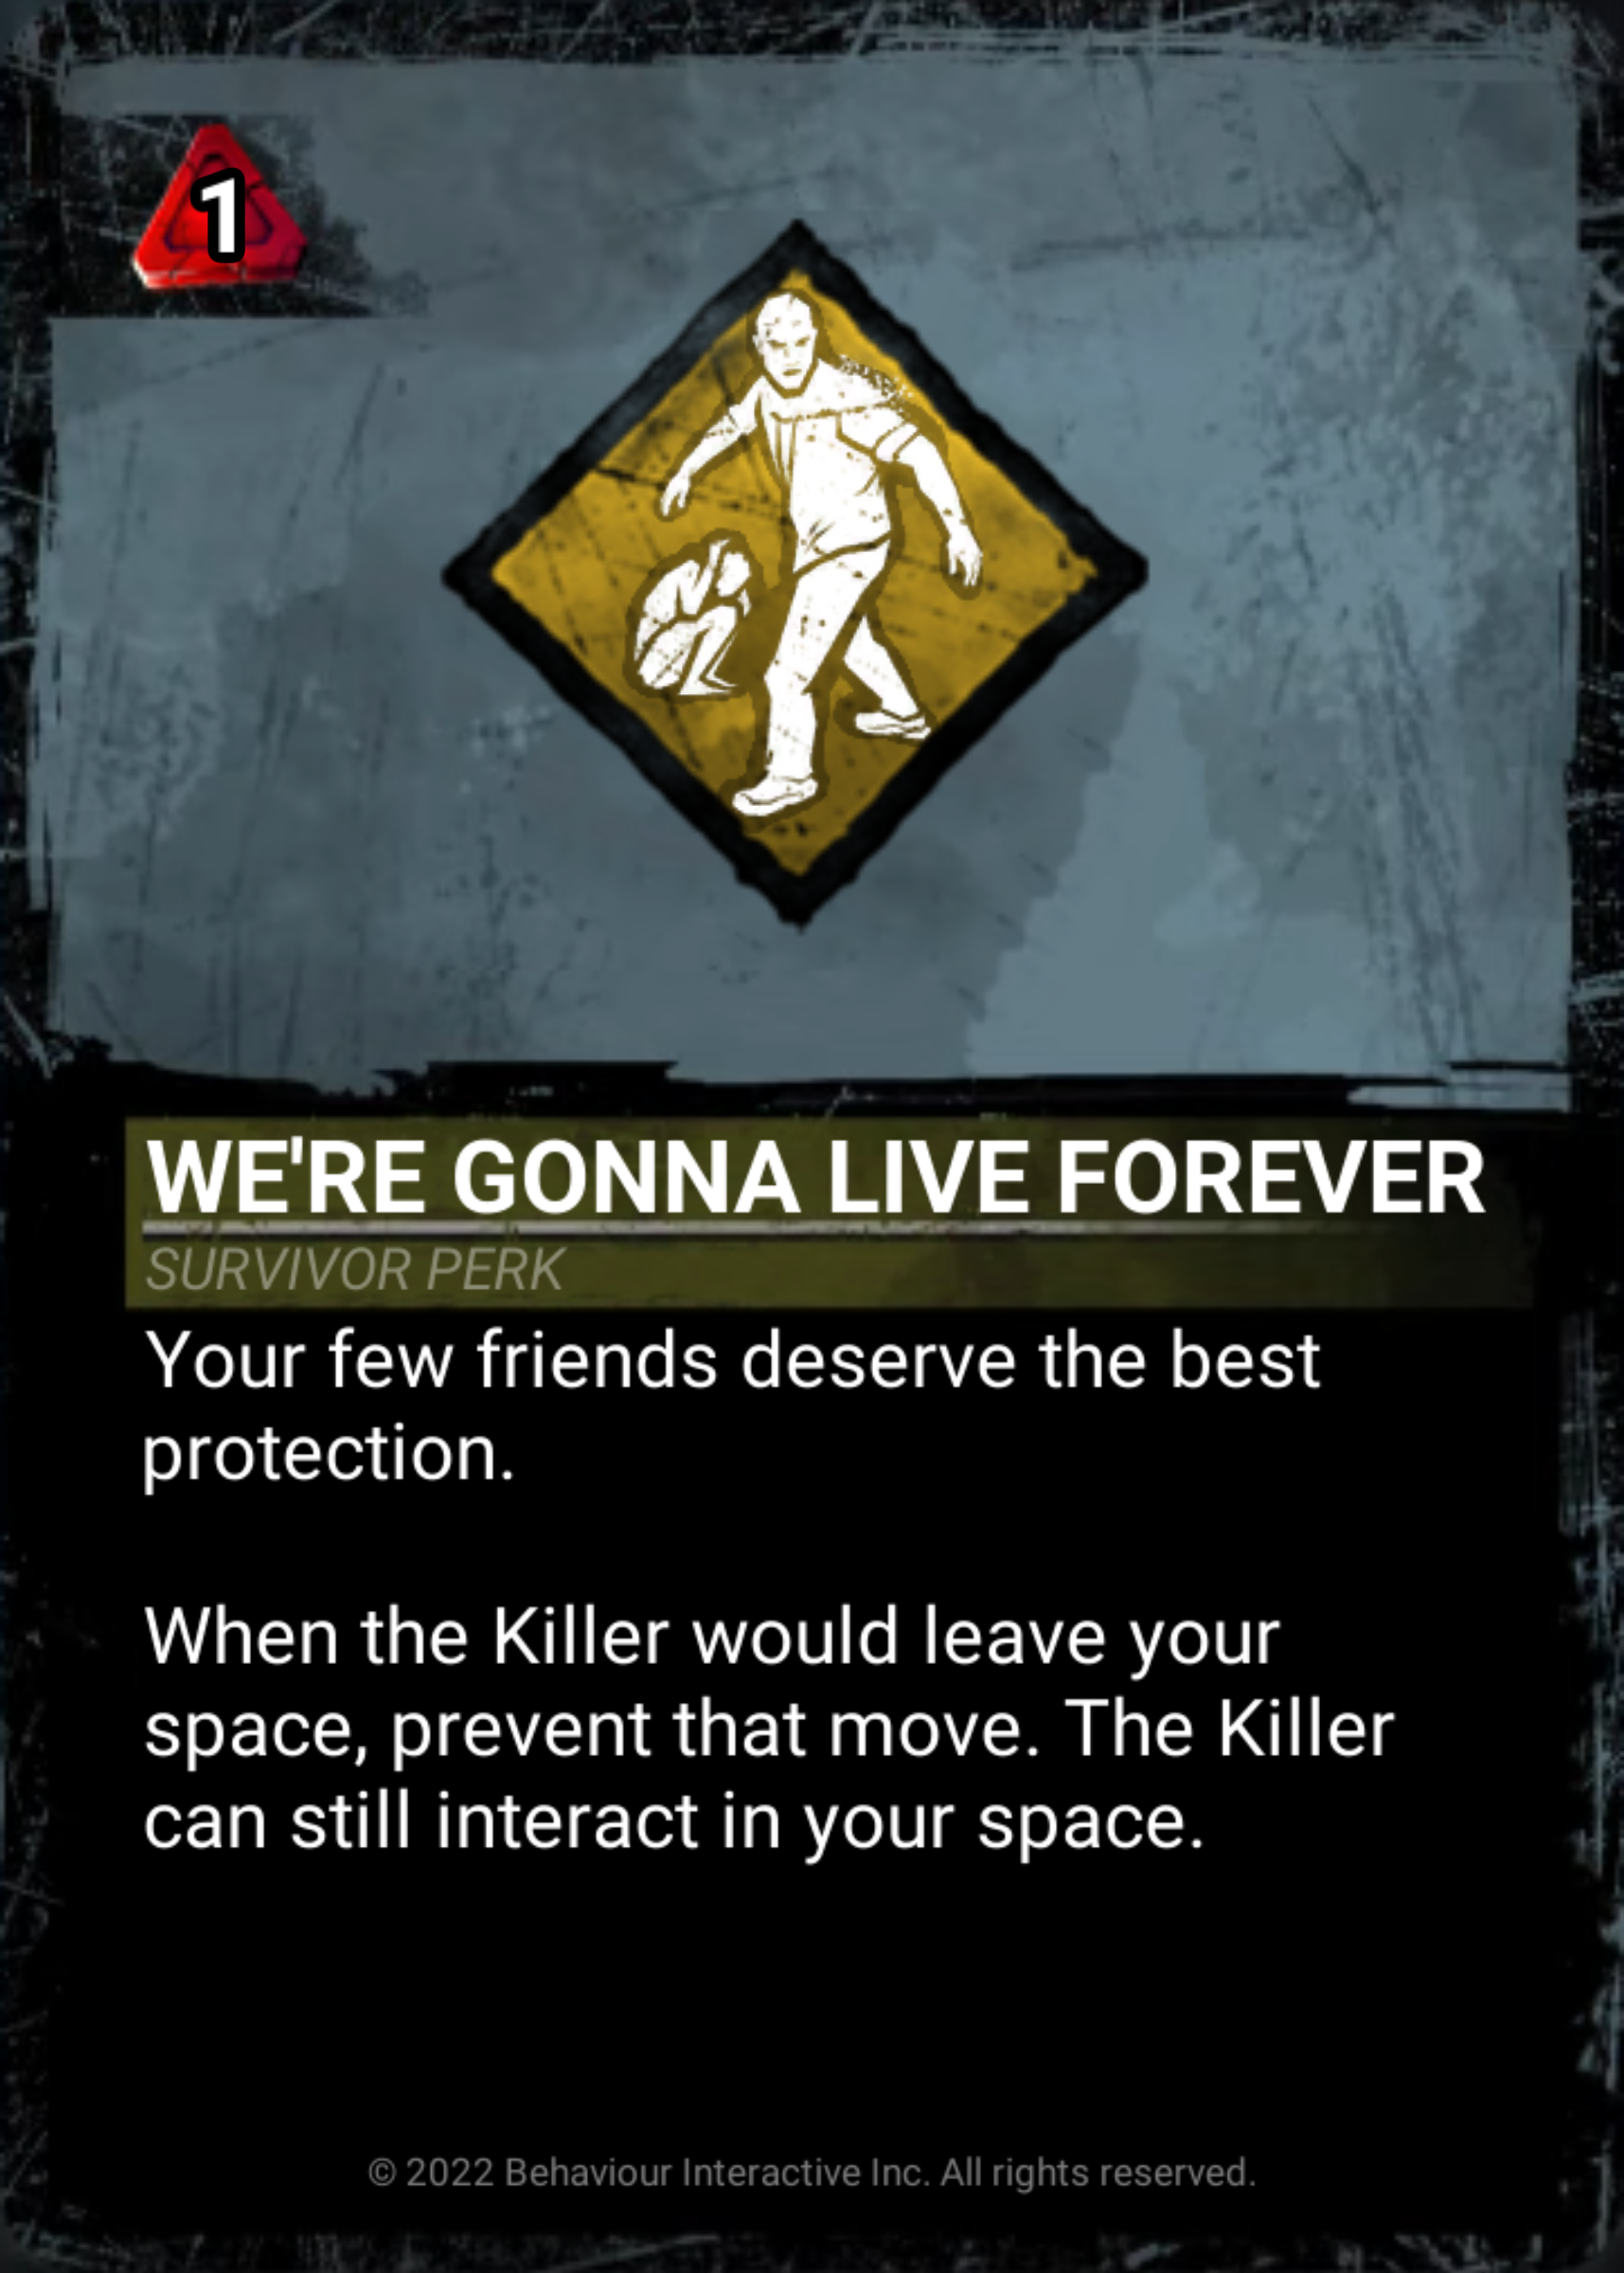 1
WE'RE GONNA LIVE FOREVER
SURVIVOR PERK
Your few friends deserve the best
protection.
When the Killer would leave your
space, prevent that move. The Killer
can still interact in your space.
© 2022 Behaviour Interactive Inc. All rights reserved.